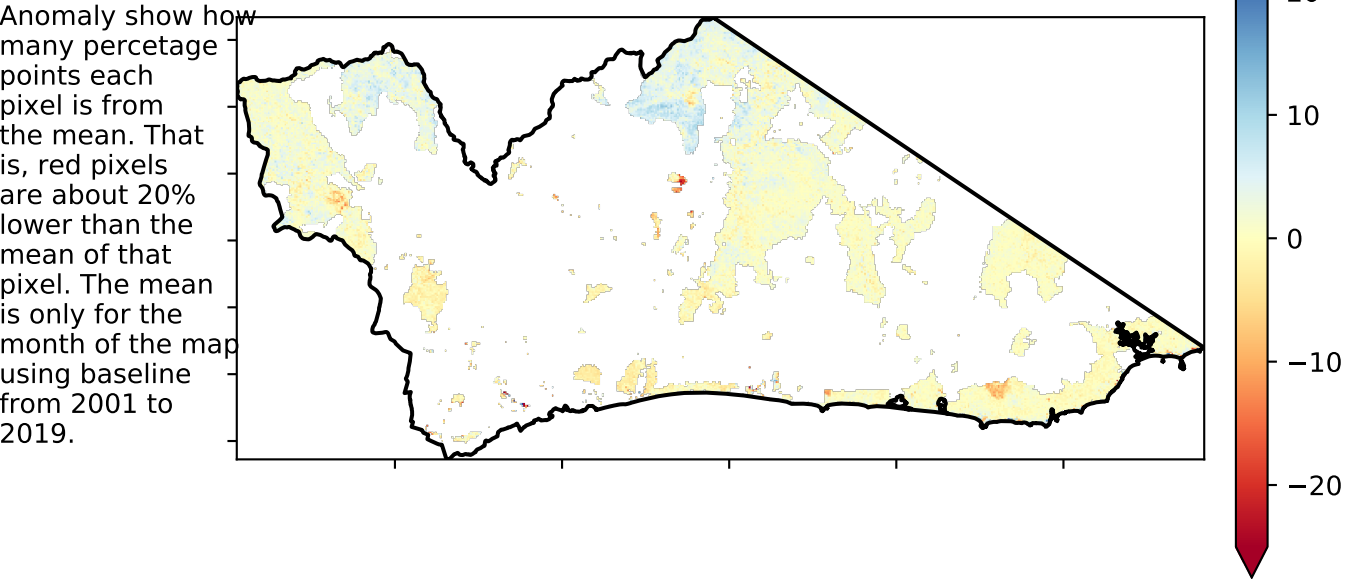 Anomaly show how
many percetage
points each
pixel is from
the mean. That
is, red pixels
are about 20%
lower than the
mean of that
pixel. The mean
is only for the
month of the map
using baseline
from 2001 to
2019.
10
0
−10
−20